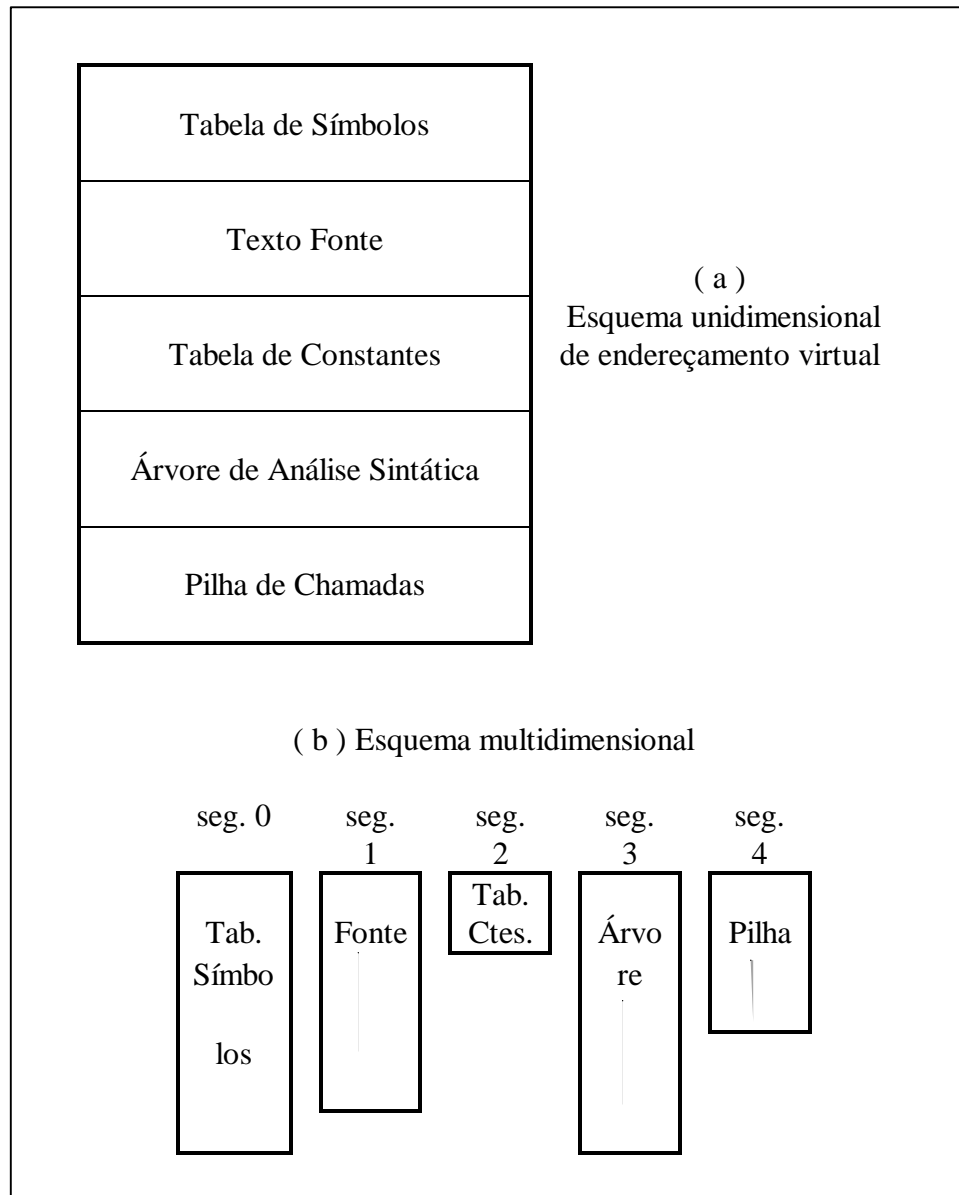 Tabela de Símbolos
Texto Fonte
Tabela de Constantes
Árvore de Análise Sintática
Pilha de Chamadas
( a )
Esquema unidimensional
de endereçamento virtual
( b ) Esquema multidimensional
seg. 0
seg.
1
seg.
2
seg.
3
seg.
4
Tab.
Símbo
los
Fonte
Tab.
Ctes.
Árvo
re
Pilha